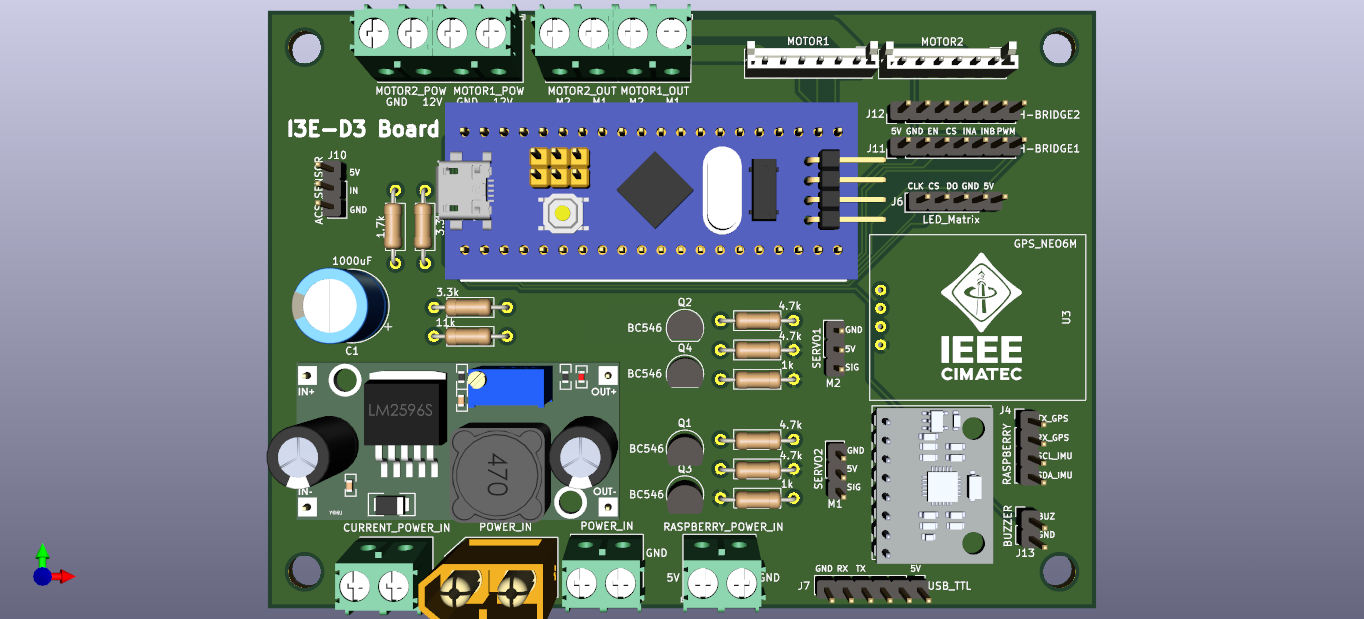 MOTOR2_POW MOTOR1_POW
GND 12V GND 12V
MOTOR2_OUT MOTOR1_OUT
M2 M1 M2 M1
MOTOR1
MOTOR2
I3E-D3 Board
J12
H-BRIDGE2
5V GND EN CS INA INB PWM
J11
H-BRIDGE1
J10
ACS_SENSOR
5V
IN
GND
CLK CS DO GND 5V
J6
LED_Matrix
1.7k
3.3
1000uF
C1
+
3.3k
11k
GPS_NEO6M
U3
IEEE
CIMATEC
Q2
BC546
Q4
BC546
4.7k
4.7k
1k
SERVO1
GND
5V
SIG
M2
Q1
BC546
Q3
BC546
4.7k
4.7k
1k
SERVO2
GND
5V
SIG
M1
IN+
OUT+
LM2596S
470
IN-
OUT-
J4
RASPBERRY
TX_GPS
RX_GPS
SCL_IMU
SDA_IMU
BUZZER
BUZ
GND
J13
CURRENT_POWER_IN
POWER_IN
POWER_IN
GND
RASPBERRY_POWER_IN
5V
GND
GND RX TX 5V
J7
USB_TTL